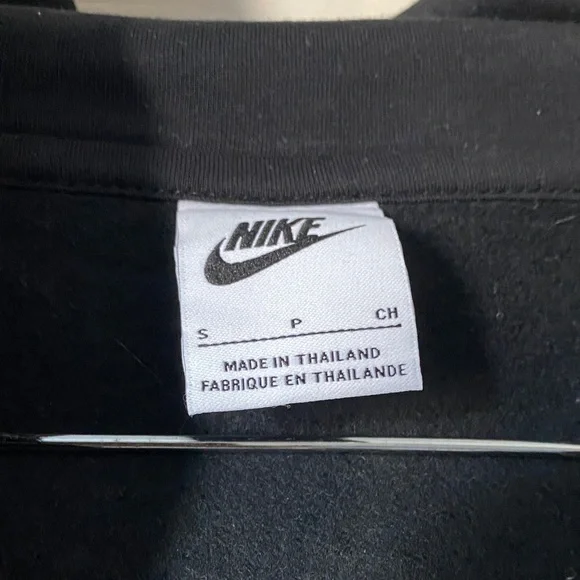 NIKE
S P CH
MADE IN THAILAND
FABRIQUE EN THAILANDE